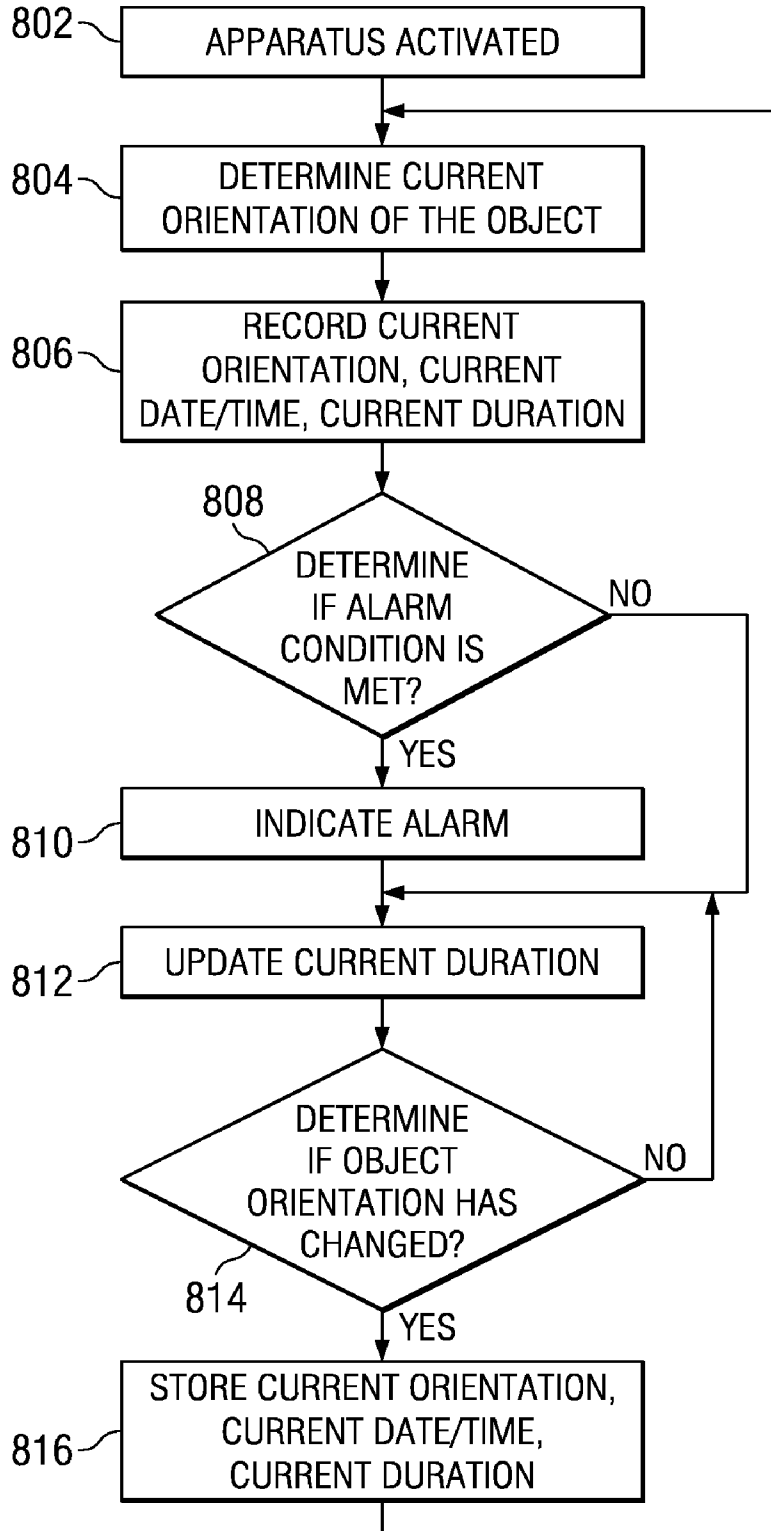 802
APPARATUS ACTIVATED
804
DETERMINE CURRENT
ORIENTATION OF THE OBJECT
806
RECORD CURRENT
ORIENTATION, CURRENT
DATE/TIME, CURRENT DURATION
808
DETERMINE
IF ALARM
CONDITION IS
MET?
NO
YES
810
INDICATE ALARM
812
UPDATE CURRENT DURATION
DETERMINE
IF OBJECT
ORIENTATION HAS
CHANGED?
NO
814
YES
816
STORE CURRENT ORIENTATION,
CURRENT DATE/TIME,
CURRENT DURATION